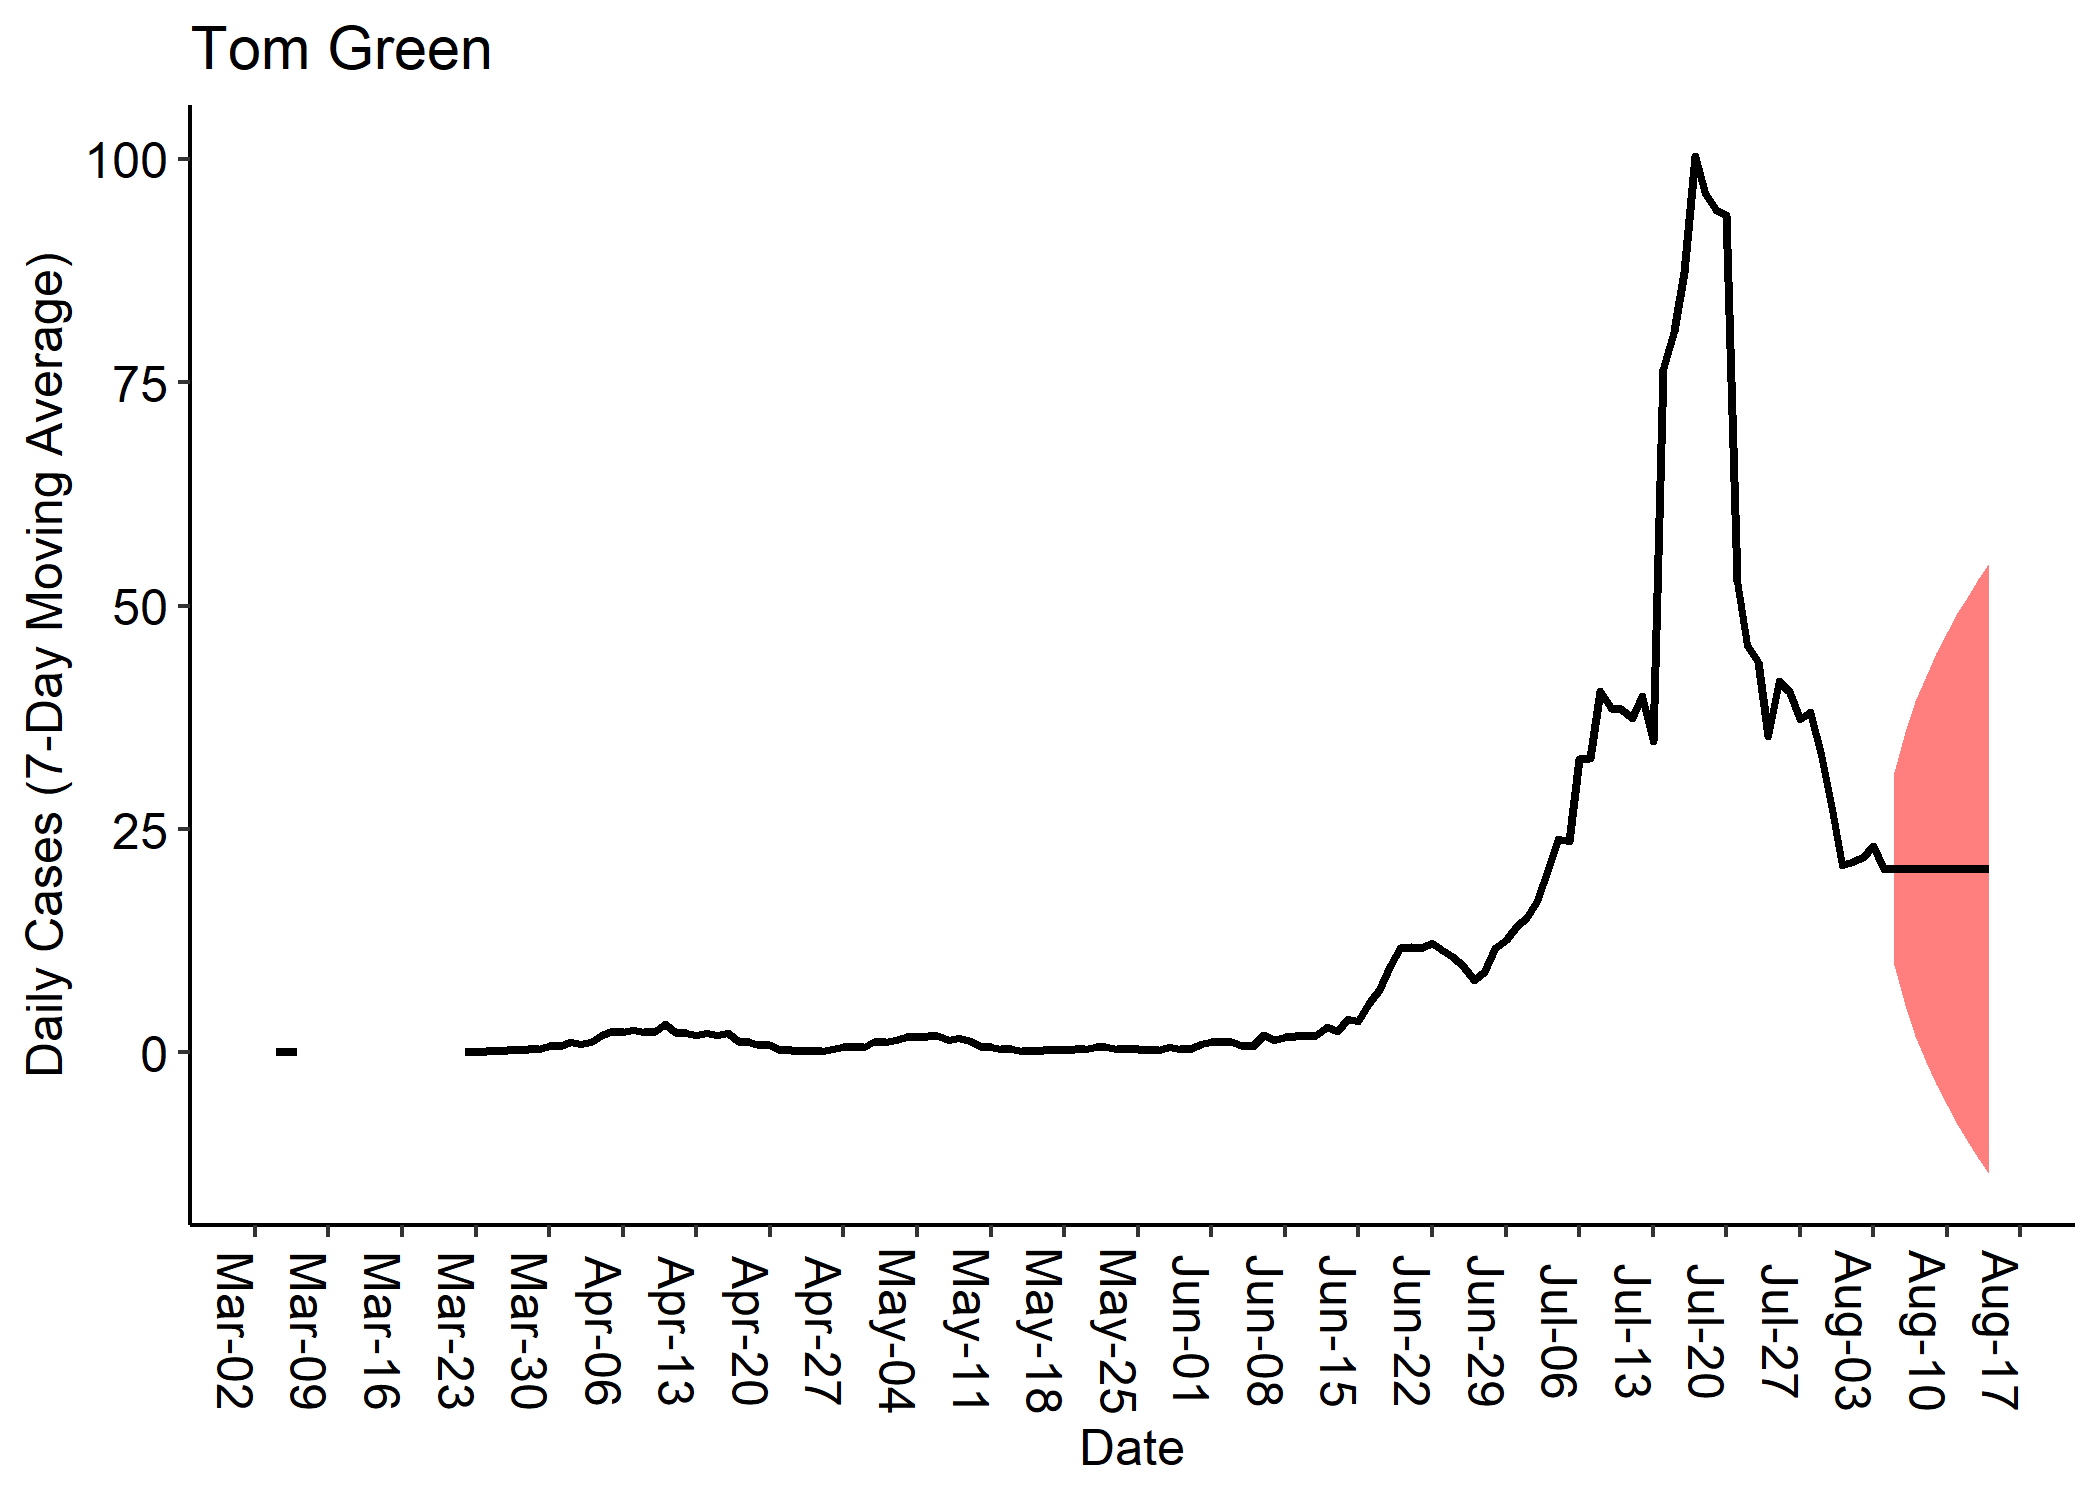 Tom Green
Daily Cases (7-Day Moving Average)
100
75
50
25
0
Mar-02
Mar-09
Mar-16
Mar-23
Mar-30
Apr-06
Apr-13
Apr-20
Apr-27
May-04
May-11
May-18
May-25
Jun-01
Jun-08
Jun-15
Jun-22
Jun-29
Jul-06
Jul-13
Jul-20
Jul-27
Aug-03
Aug-10
Aug-17
Date